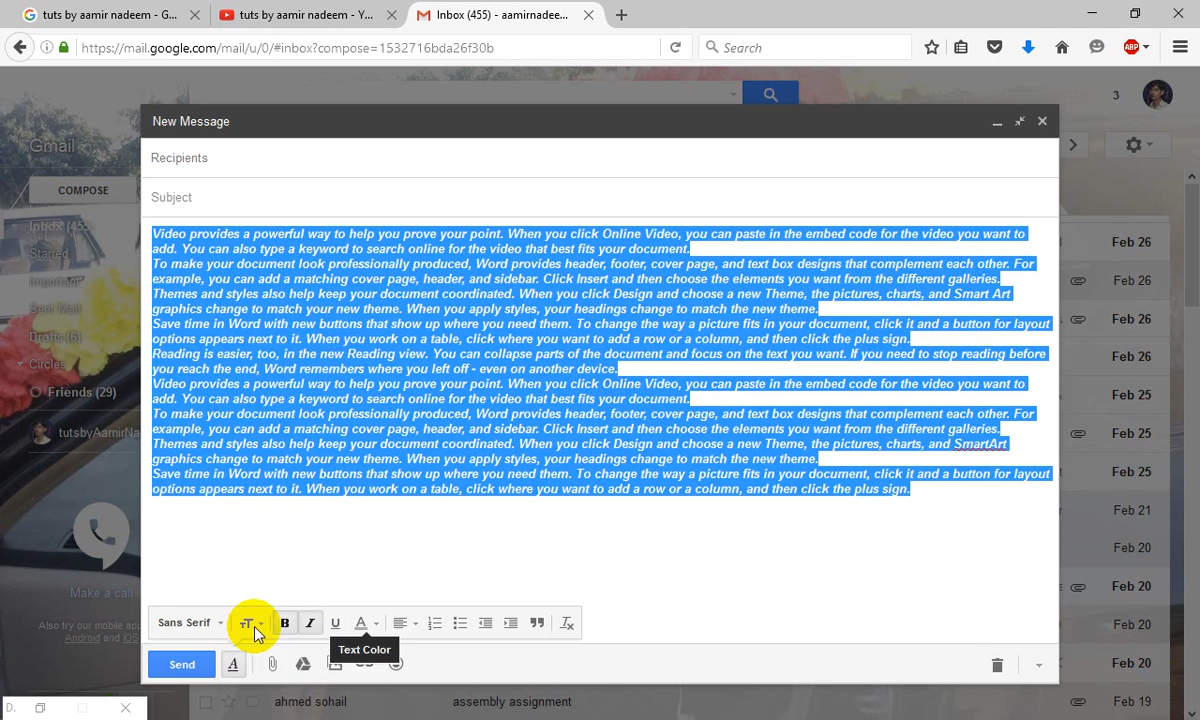 tuts by aamir nadeem - G...
tuts by aamir nadeem - Y...
Inbox (455) - aamirnadee...
https://mail.google.com/mail/u/0/#inbox?compose=1532716bda26f30b
Search
ABP
3
New Message
Gmail
Recipients
COMPOSE
Subject
Inbox (455
Starred
Important
Sent Mail
Drafts (6)
Circles
Friends (29)
tutsbyAamirNa
Video provides a powerful way to help you prove your point. When you click Online Video, you can paste in the embed code for the video you want to
add. You can also type a keyword to search online for the video that best fits your document.
To make your document look professionally produced, Word provides header, footer, cover page, and text box designs that complement each other. For
example, you can add a matching cover page, header, and sidebar. Click Insert and then choose the elements you want from the different galleries.
Themes and styles also help keep your document coordinated. When you click Design and choose a new Theme, the pictures, charts, and Smart Art
graphics change to match your new theme. When you apply styles, your headings change to match the new theme.
Save time in Word with new buttons that show up where you need them. To change the way a picture fits in your document, click it and a button for layout
options appears next to it. When you work on a table, click where you want to add a row or a column, and then click the plus sign.
Reading is easier, too, in the new Reading view. You can collapse parts of the document and focus on the text you want. If you need to stop reading before
you reach the end, Word remembers where you left off - even on another device.
Video provides a powerful way to help you prove your point. When you click Online Video, you can paste in the embed code for the video you want to
add. You can also type a keyword to search online for the video that best fits your document.
To make your document look professionally produced, Word provides header, footer, cover page, and text box designs that complement each other. For
example, you can add a matching cover page, header, and sidebar. Click Insert and then choose the elements you want from the different galleries.
Themes and styles also help keep your document coordinated. When you click Design and choose a new Theme, the pictures, charts, and SmartArt
graphics change to match your new theme. When you apply styles, your headings change to match the new theme.
Save time in Word with new buttons that show up where you need them. To change the way a picture fits in your document, click it and a button for layout
options appears next to it. When you work on a table, click where you want to add a row or a column, and then click the plus sign.
Feb 26
Feb 26
Feb 26
Feb 26
Feb 25
Feb 25
Feb 25
Feb 21
Feb 20
Feb 20
Feb 20
Feb 20
Make a call
Also try our mobile app
Android and iOS
Sans Serif
B I U A
Text Color
Send
A
ahmed sohail
assembly assignment
Feb 19
D.